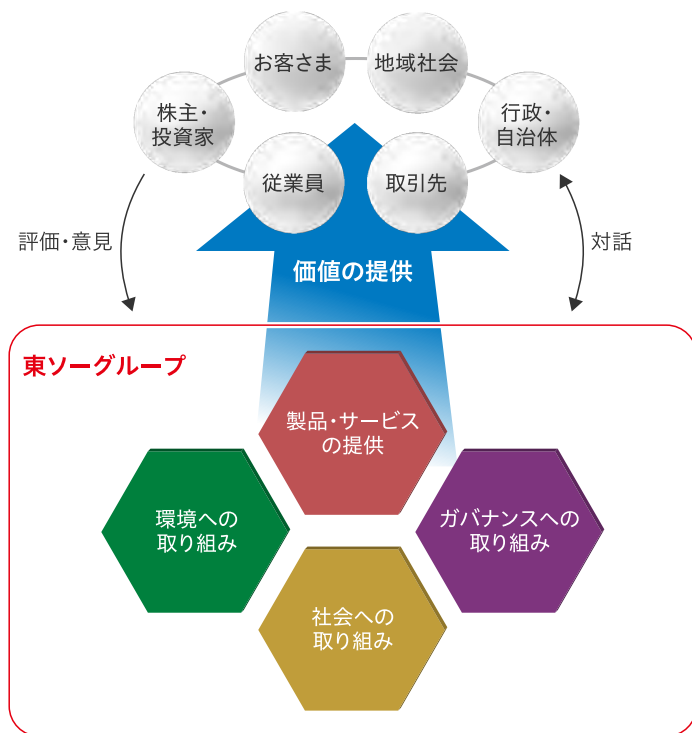 お客さま
地域社会
株主・
投資家
行政・
自治体
従業員
取引先
評価・意見
対話
価値の提供
東ソーグループ
製品・サービス
の提供
環境への
取り組み
ガバナンスへの
取り組み
社会への
取り組み